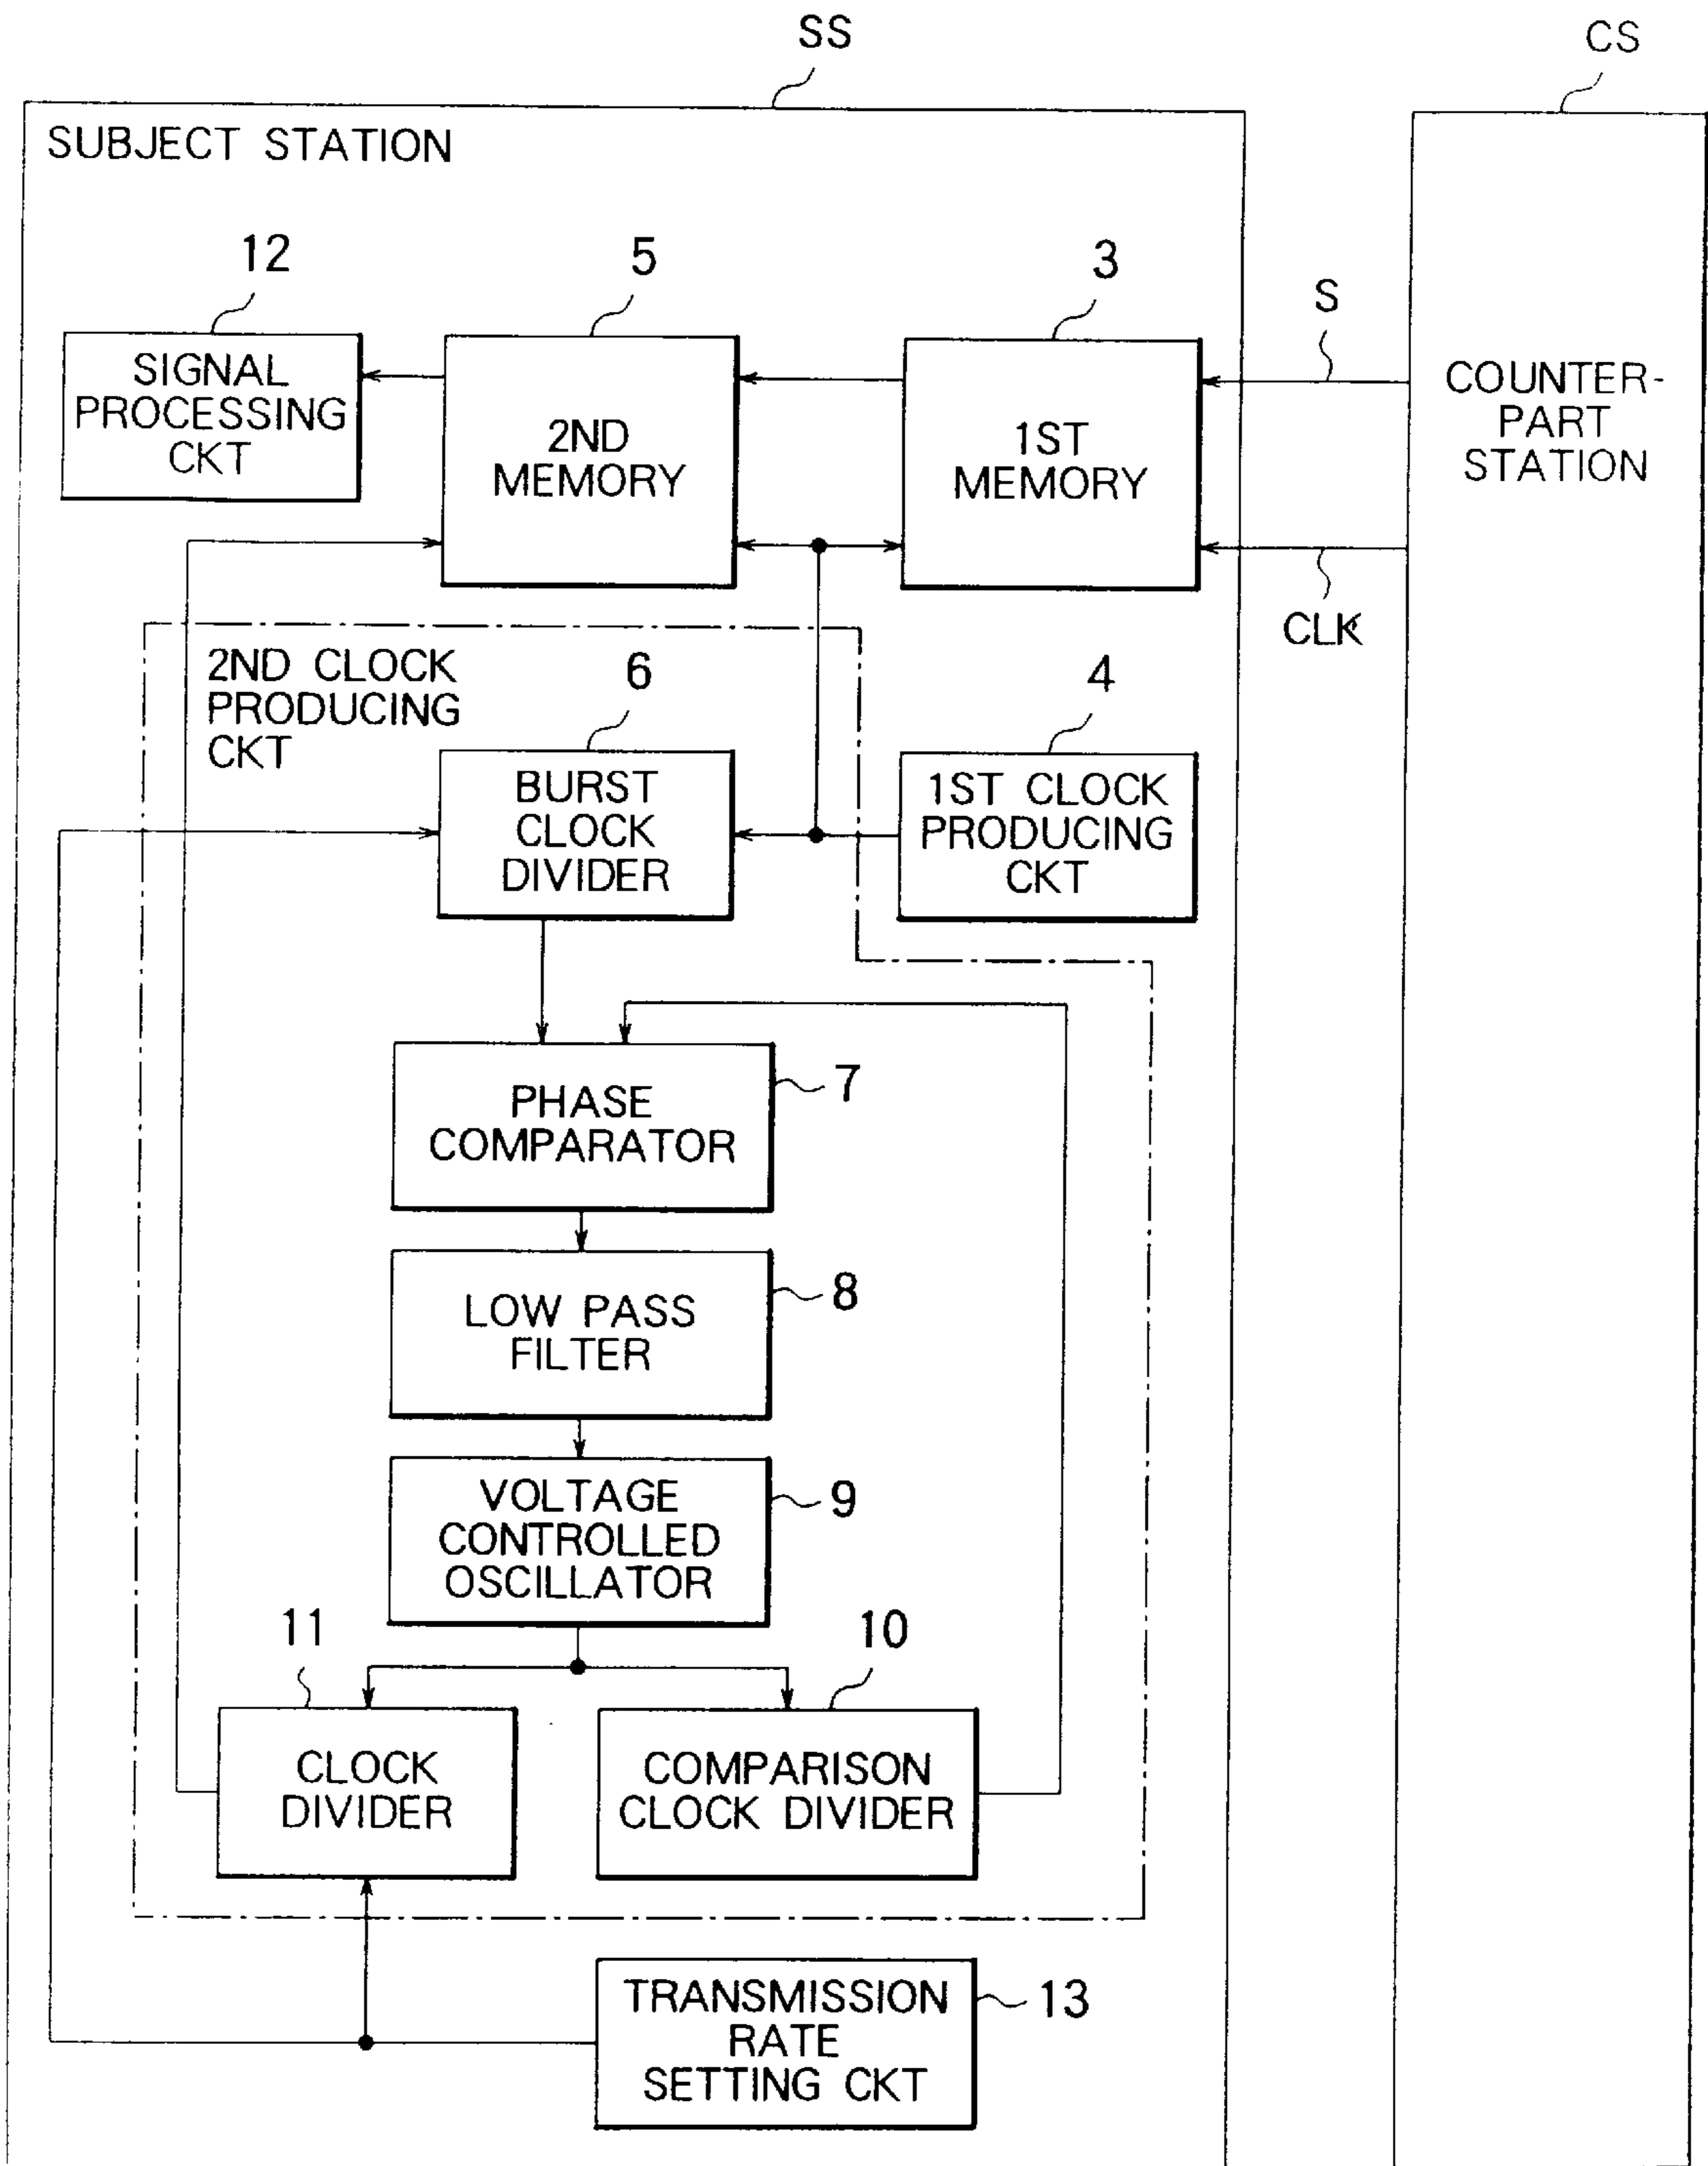 SS
CS
SUBJECT STATION
12
5
3
S
SIGNAL
PROCESSING
CKT
2ND
MEMORY
1ST
MEMORY
COUNTER-
PART
STATION
CLK
2ND CLOCK
PRODUCING
CKT
6
4
BURST
CLOCK
DIVIDER
1ST CLOCK
PRODUCING
CKT
PHASE
COMPARATOR
7
LOW PASS
FILTER
8
VOLTAGE
CONTROLLED
OSCILLATOR
9
11
10
CLOCK
DIVIDER
COMPARISON
CLOCK DIVIDER
TRANSMISSION
RATE
SETTING CKT
13